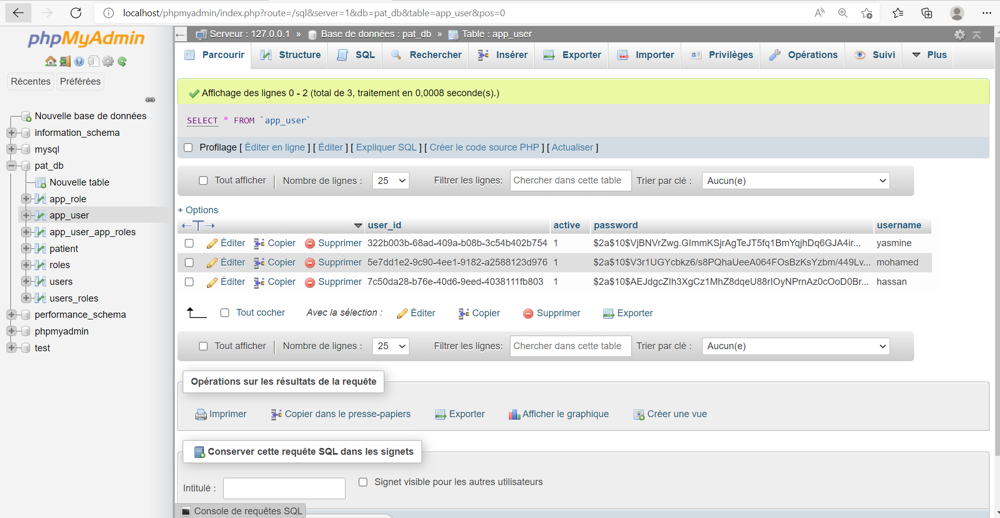 localhost/phpmyadmin/index.php?route=/sql&server=1&db=pat_db&table=app_user&pos=0
phpMyAdmin
Récentes Préférées
Nouvelle base de données
information_schema
mysql
pat_db
Nouvelle table
app_role
app_user
app_user_app_roles
patient
roles
users
users_roles
performance_schema
phpmyadmin
test
Serveur : 127.0.0.1 » Base de données : pat_db » Table : app_user
Parcourir Structure SQL Rechercher Insérer Exporter Importer Privilèges Opérations Suivi Plus
Affichage des lignes 0 - 2 (total de 3, traitement en 0,0008 seconde(s).)
SELECT * FROM `app_user`
Profilage [ Éditer en ligne ] [ Éditer ] [ Expliquer SQL ] [ Créer le code source PHP ] [ Actualiser ]
Tout afficher | Nombre de lignes : 25 Filtrer les lignes: Chercher dans cette table Trier par clé : Aucun(e)
+ Options
user_id active password username
Éditer Copier Supprimer 322b003b-68ad-409a-b08b-3c54b402b754 1 $2a$10$VjBNVrZwg.GImmKSjrAgTeJT5fq1BmYqjhDq6GJA4ir... yasmine
Éditer Copier Supprimer 5e7dd1e2-9c90-4ee1-9182-a2588123d976 1 $2a$10$V3r1UGYcbkz6/s8PQhaUeeA064FOsBzKsYzbm/449Lv... mohamed
Éditer Copier Supprimer 7c50da28-b76e-40d6-9eed-4038111fb803 1 $2a$10$AEJdgcZIh3XgCz1MhZ8dqeU88rIOyNPrnAz0cOoD0Br... hassan
Tout cocher Avec la sélection : Éditer Copier Supprimer Exporter
Tout afficher | Nombre de lignes : 25 Filtrer les lignes: Chercher dans cette table Trier par clé : Aucun(e)
Opérations sur les résultats de la requête
Imprimer Copier dans le presse-papiers Exporter Afficher le graphique Créer une vue
Conserver cette requête SQL dans les signets
Intitulé : Signet visible pour les autres utilisateurs
Console de requêtes SQL